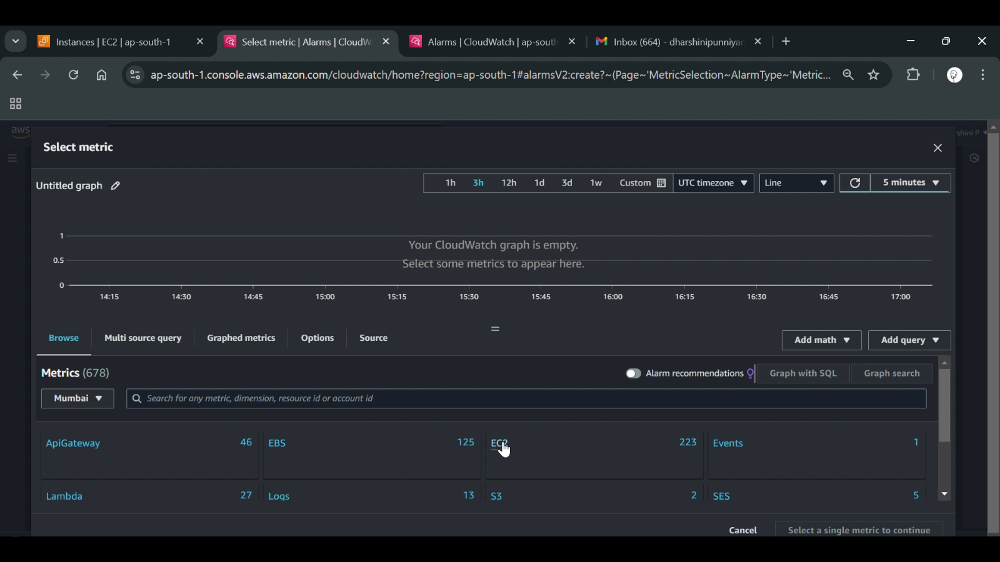 Instances | EC2 | ap-south-1
Select metric | Alarms | CloudW
Alarms | CloudWatch | ap-south
Inbox (664) - dharshinipunniyan
ap-south-1.console.aws.amazon.com/cloudwatch/home?region=ap-south-1#alarmsV2:create?~(Page~'MetricSelection~AlarmType~'Metric...
aws
shini P
Select metric
Untitled graph
1h 3h 12h 1d 3d 1w Custom UTC timezone Line 5 minutes
1
Your CloudWatch graph is empty.
0.5
Select some metrics to appear here.
0
14:15 14:30 14:45 15:00 15:15 15:30 15:45 16:00 16:15 16:30 16:45 17:00
Browse Multi source query Graphed metrics Options Source Add math Add query
Metrics (678) Alarm recommendations Graph with SQL Graph search
Mumbai Search for any metric, dimension, resource id or account id
ApiGateway 46 EBS 125 EC2 223 Events 1
Lambda 27 Logs 13 S3 2 SES 5
Cancel Select a single metric to continue